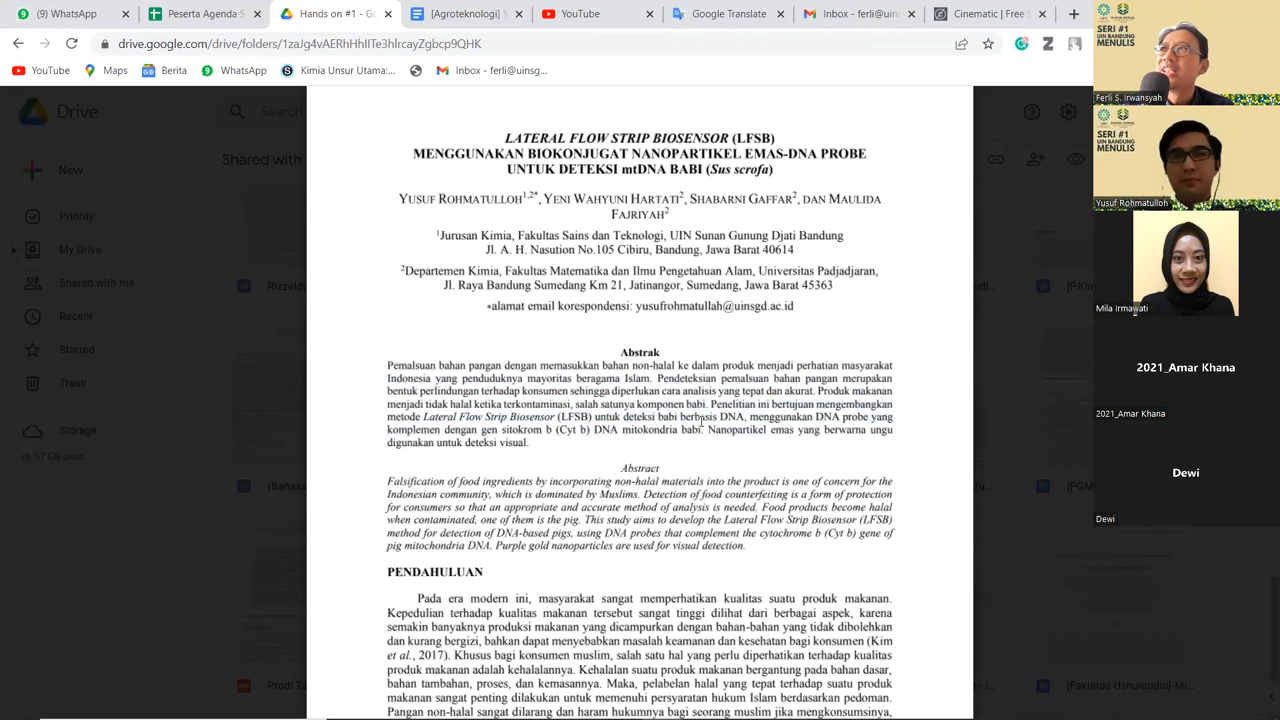 (9) WhatsApp
Peserta Agenda S
Hands on #1 - Go
[Agroteknologi] Y
YouTube
Google Translate
Inbox - ferli@uin
Cinematic | Free S
drive.google.com/drive/folders/1zaJg4vAERhHhIITe3hIrcayZgbcp9QHK
YouTube
Maps
Berita
WhatsApp
Kimia Unsur Utama:...
Inbox - ferli@uinsg...
Drive
Search
New
Shared with
Priority
My Drive
Shared with me
Recent
Starred
Trash
Storage
26.57 GB used
Rizzaldy
(Bahasa
Prodi Ta
[P.Kim
(PGM
[Fakultas Ushuluddin]-Mi...
LATERAL FLOW STRIP BIOSENSOR (LFSB)
MENGGUNAKAN BIOKONJUGAT NANOPARTIKEL EMAS-DNA PROBE
UNTUK DETEKSI mtDNA BABI (Sus scrofa)
YUSUF ROHMATULLOH1,2*, YENI WAHYUNI HARTATI2, SHABARNI GAFFAR2, DAN MAULIDA
FAJRIYAH2
1Jurusan Kimia, Fakultas Sains dan Teknologi, UIN Sunan Gunung Djati Bandung
Jl. A. H. Nasution No.105 Cibiru, Bandung, Jawa Barat 40614
2Departemen Kimia, Fakultas Matematika dan Ilmu Pengetahuan Alam, Universitas Padjadjaran,
Jl. Raya Bandung Sumedang Km 21, Jatinangor, Sumedang, Jawa Barat 45363
*alamat email korespondensi: yusufrohmatullah@uinsgd.ac.id
Abstrak
Pemalsuan bahan pangan dengan memasukkan bahan non-halal ke dalam produk menjadi perhatian masyarakat
Indonesia yang penduduknya mayoritas beragama Islam. Pendeteksian pemalsuan bahan pangan merupakan
bentuk perlindungan terhadap konsumen sehingga diperlukan cara analisis yang tepat dan akurat. Produk makanan
menjadi tidak halal ketika terkontaminasi, salah satunya komponen babi. Penelitian ini bertujuan mengembangkan
metode Lateral Flow Strip Biosensor (LFSB) untuk deteksi babi berbasis DNA, menggunakan DNA probe yang
komplemen dengan gen sitokrom b (Cyt b) DNA mitokondria babi. Nanopartikel emas yang berwarna ungu
digunakan untuk deteksi visual.
Abstract
Falsification of food ingredients by incorporating non-halal materials into the product is one of concern for the
Indonesian community, which is dominated by Muslims. Detection of food counterfeiting is a form of protection
for consumers so that an appropriate and accurate method of analysis is needed. Food products become halal
when contaminated, one of them is the pig. This study aims to develop the Lateral Flow Strip Biosensor (LFSB)
method for detection of DNA-based pigs, using DNA probes that complement the cytochrome b (Cyt b) gene of
pig mitochondria DNA. Purple gold nanoparticles are used for visual detection.
PENDAHULUAN
Pada era modern ini, masyarakat sangat memperhatikan kualitas suatu produk makanan.
Kepedulian terhadap kualitas makanan tersebut sangat tinggi dilihat dari berbagai aspek, karena
semakin banyaknya produksi makanan yang dicampurkan dengan bahan-bahan yang tidak dibolehkan
dan kurang bergizi, bahkan dapat menyebabkan masalah keamanan dan kesehatan bagi konsumen (Kim
et al., 2017). Khusus bagi konsumen muslim, salah satu hal yang perlu diperhatikan terhadap kualitas
produk makanan adalah kehalalannya. Kehalalan suatu produk makanan bergantung pada bahan dasar,
bahan tambahan, proses, dan kemasannya. Maka, pelabelan halal yang tepat terhadap suatu produk
makanan sangat penting dilakukan untuk memenuhi persyaratan hukum Islam berdasarkan pedoman.
Pangan non-halal sangat dilarang dan haram hukumnya bagi seorang muslim jika mengkonsumsinya,
SERI #1
UIN BANDUNG
MENULIS
Ferli S. Irwansyah
SERI #1
UIN BANDUNG
MENULIS
Yusuf Rohmatulloh
Mila Irmawati
2021_Amar Khana
2021_Amar Khana
Dewi
Dewi